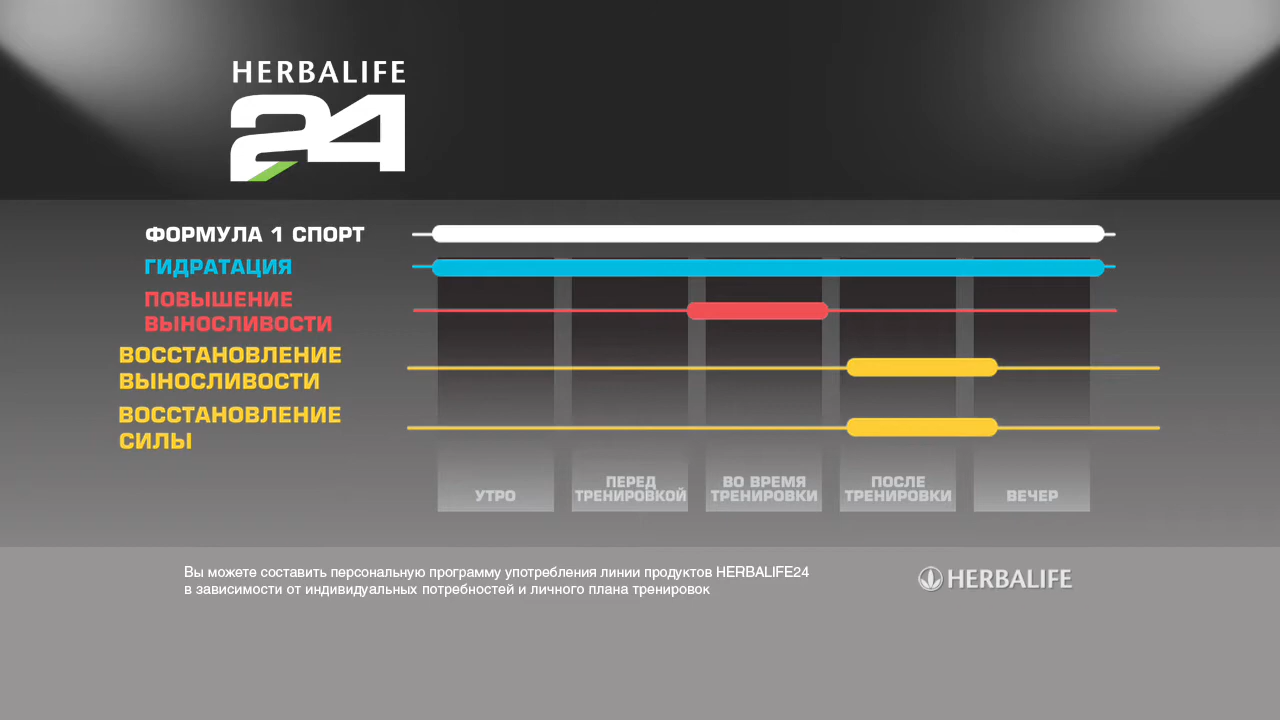 HERBALIFE
24
ФОРМУЛА 1 СПОРТ
ГИДРАТАЦИЯ
ПОВЫШЕНИЕ
ВЫНОСЛИВОСТИ
ВОССТАНОВЛЕНИЕ
ВЫНОСЛИВОСТИ
ВОССТАНОВЛЕНИЕ
СИЛЫ
УТРО
ПЕРЕД
ТРЕНИРОВКОЙ
ВО ВРЕМЯ
ТРЕНИРОВКИ
ПОСЛЕ
ТРЕНИРОВКИ
ВЕЧЕР
Вы можете составить персональную программу употребления линии продуктов HERBALIFE24
в зависимости от индивидуальных потребностей и личного плана тренировок
HERBALIFE